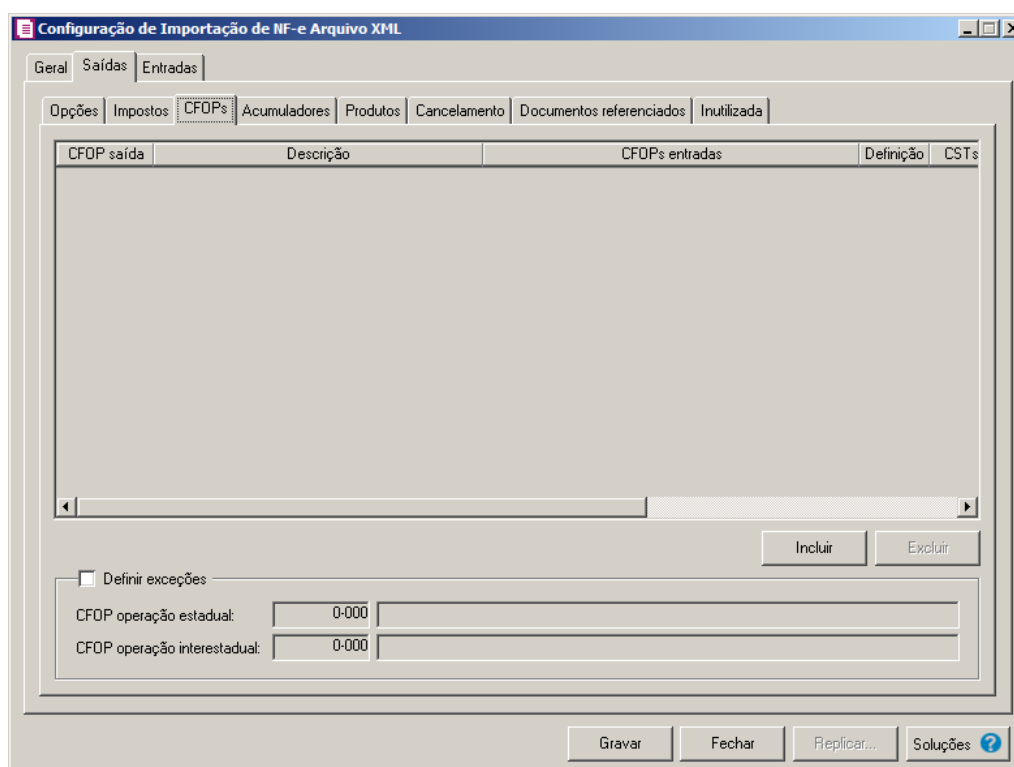 Configuração de Importação de NF-e Arquivo XML
Geral Saídas Entradas
Opções Impostos CFOPs Acumuladores Produtos Cancelamento Documentos referenciados Inutilizada
CFOP saída Descrição CFOPs entradas Definição CSTs
Incluir Excluir
Definir exceções
CFOP operação estadual: 0-000
CFOP operação interestadual: 0-000
Gravar Fechar Replicar... Soluções ?